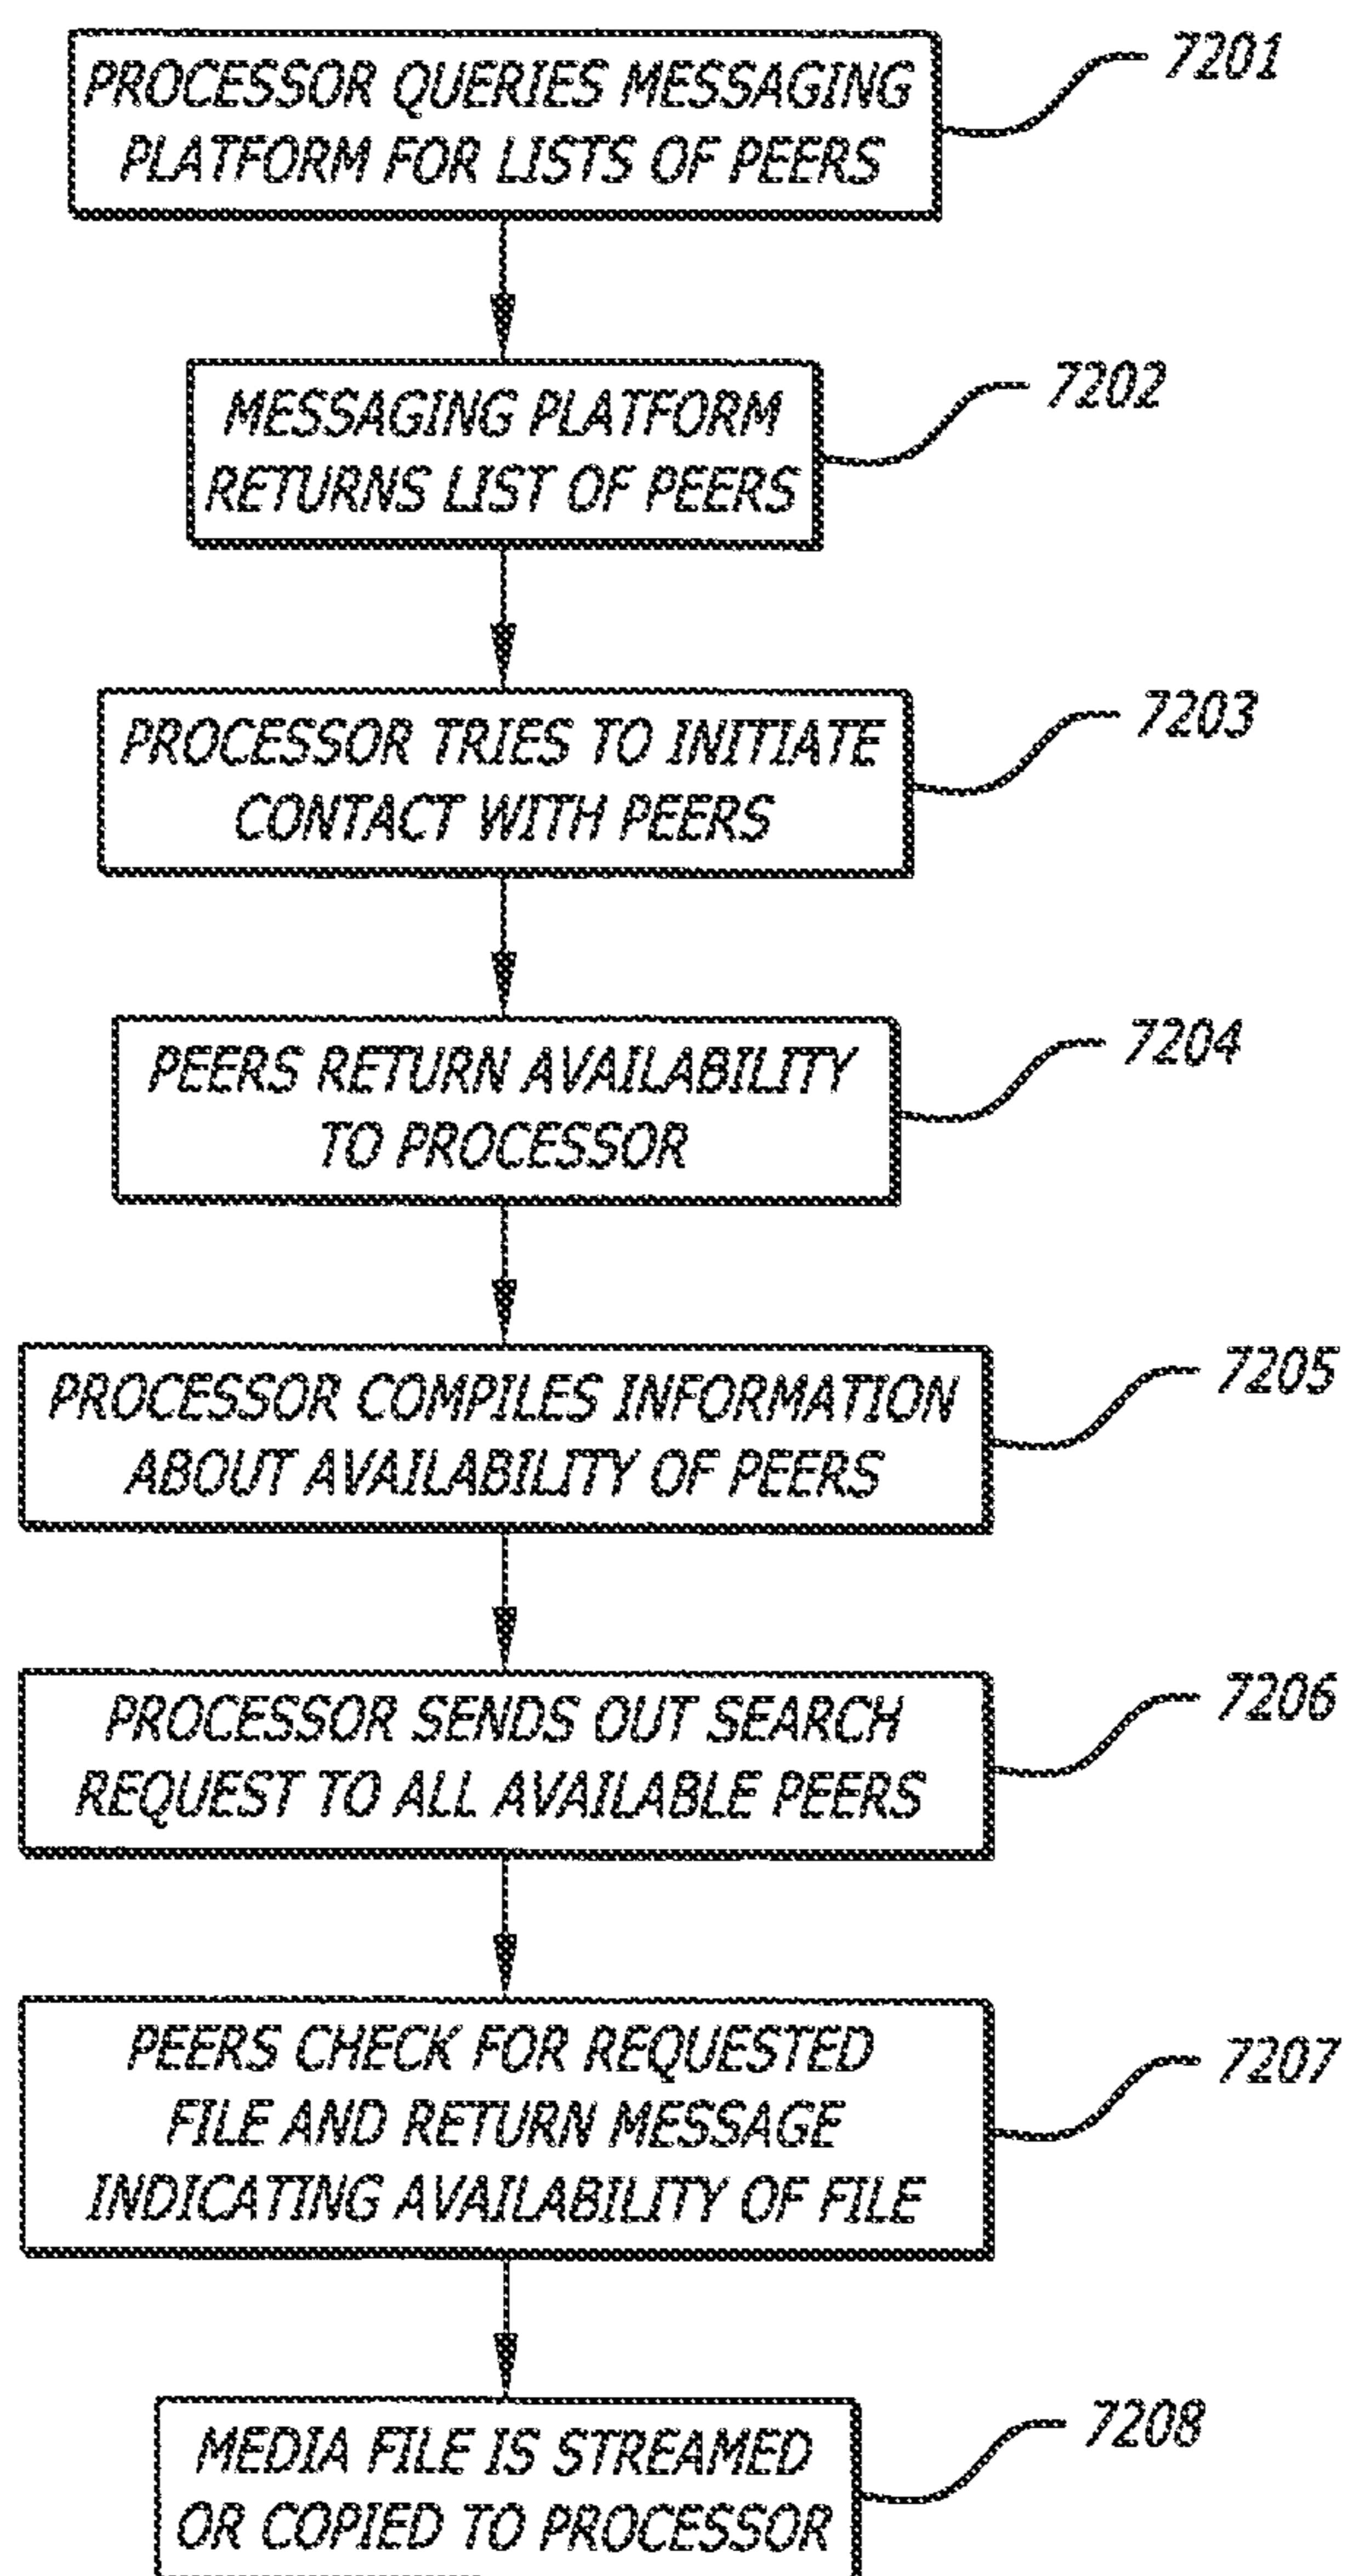 PROCESSOR QUERIES MESSAGING
PLATFORM FOR LISTS OF PEERS
7201
MESSAGING PLATFORM
RETURNS LIST OF PEERS
7202
PROCESSOR TRIES TO INITIATE
CONTACT WITH PEERS
7203
PEERS RETURN AVAILABILITY
TO PROCESSOR
7204
PROCESSOR COMPILES INFORMATION
ABOUT AVAILABILITY OF PEERS
7205
PROCESSOR SENDS OUT SEARCH
REQUEST TO ALL AVAILABLE PEERS
7206
PEERS CHECK FOR REQUESTED
FILE AND RETURN MESSAGE
INDICATING AVAILABILITY OF FILE
7207
MEDIA FILE IS STREAMED
OR COPIED TO PROCESSOR
7208